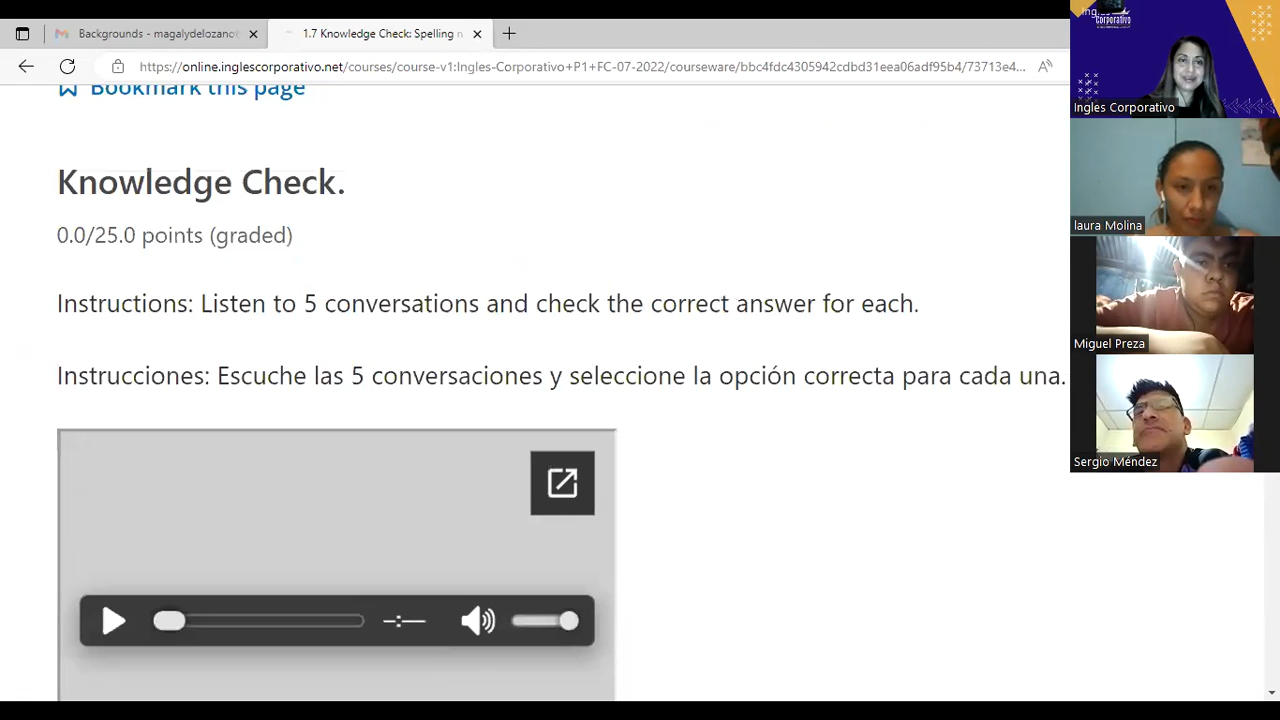 Backgrounds - magalydelozano
1.7 Knowledge Check: Spelling n
https://online.inglescorporativo.net/courses/course-v1:Ingles-Corporativo+P1+FC-07-2022/courseware/bbc4fdc4305942cdbd31eea06adf95b4/73713e4...
Bookmark this page
Knowledge Check.
0.0/25.0 points (graded)
Instructions: Listen to 5 conversations and check the correct answer for each.
Instrucciones: Escuche las 5 conversaciones y seleccione la opción correcta para cada una.
-:--
Ing
Corporativo
Ingles Corporativo
laura Molina
Miguel Preza
Sergio Méndez